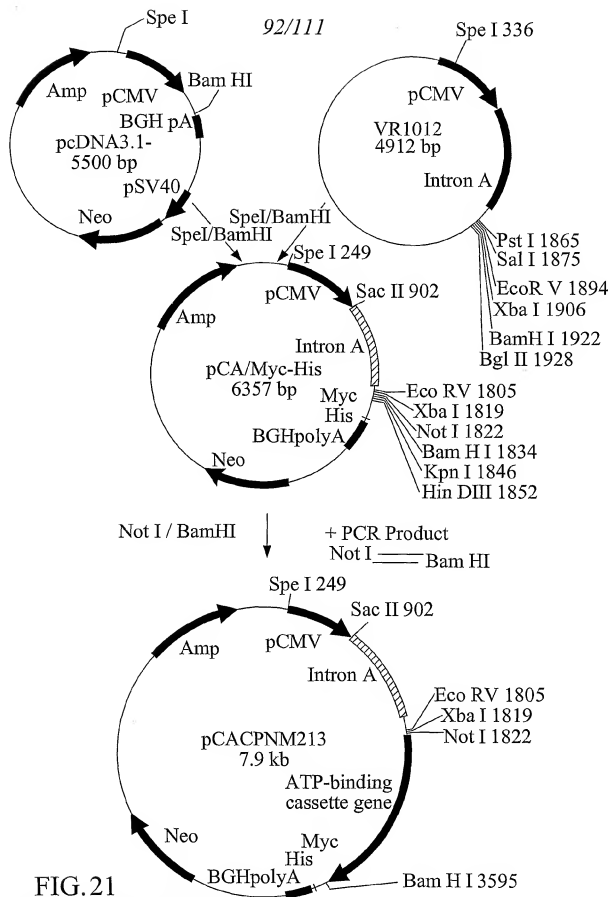 92/111
Spe I
Amp
pCMV
Bam HI
BGH pA
pcDNA3.1-
5500 bp
pSV40
Neo
SpeI/BamHI
Spe I 336
pCMV
VR1012
4912 bp
Intron A
Pst I 1865
Sal I 1875
EcoR V 1894
Xba I 1906
BamH I 1922
Bgl II 1928
SpeI/BamHI
Spe I 249
pCMV
Sac II 902
Amp
Intron A
pCA/Myc-His
6357 bp
Myc
His
BGHpolyA
Neo
Eco RV 1805
Xba I 1819
Not I 1822
Bam H I 1834
Kpn I 1846
Hin DIII 1852
Not I / BamHI
+ PCR Product
Not I
Bam HI
Spe I 249
pCMV
Sac II 902
Amp
Intron A
Eco RV 1805
Xba I 1819
Not I 1822
pCACPNM213
7.9 kb
ATP-binding
cassette gene
Neo
Myc
His
BGHpolyA
Bam H I 3595
FIG.21